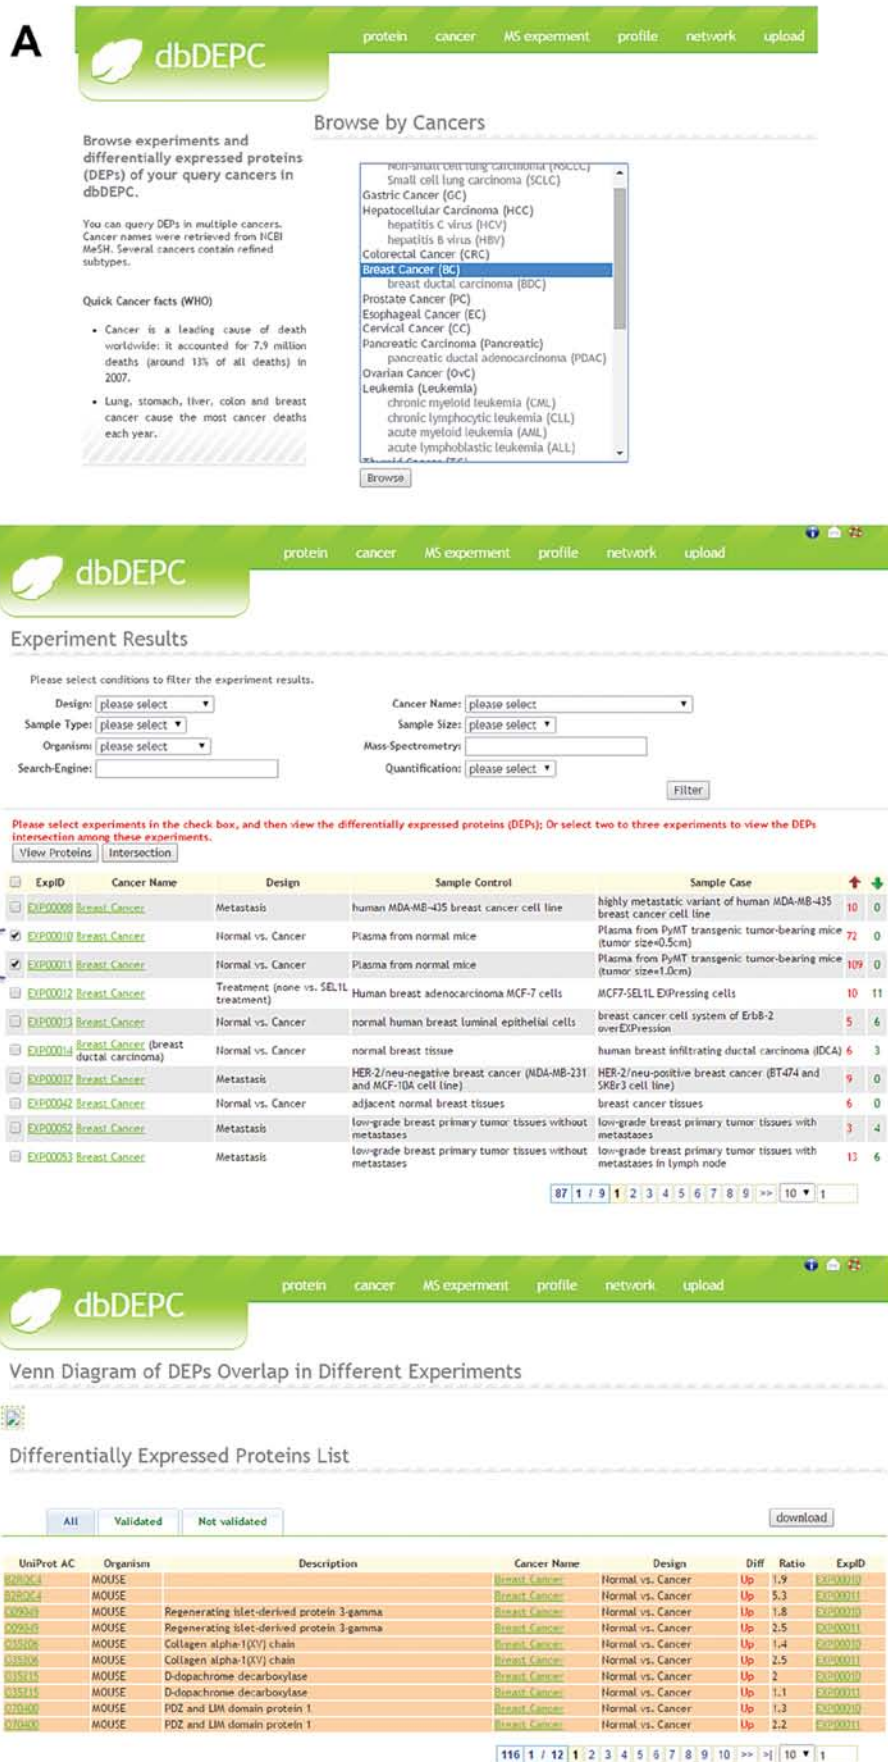 A
dbDEPC
protein cancer MS experment profile network upload
Browse experiments and
differentially expressed proteins
(DEPs) of your query cancers in
dbDEPC.
You can query DEPs in multiple cancers.
Cancer names were retrieved from NCBI
MeSH. Several cancers contain refined
subtypes.
Quick Cancer facts (WHO)
• Cancer is a leading cause of death
worldwide: it accounted for 7.9 million
deaths (around 13% of all deaths) in
2007.
• Lung, stomach, liver, colon and breast
cancer cause the most cancer deaths
each year.
Browse by Cancers
Non-small cell lung carcinoma (NSCLC)
Small cell lung carcinoma (SCLC)
Gastric Cancer (GC)
Hepatocellular Carcinoma (HCC)
hepatitis C virus (HCV)
hepatitis B virus (HBV)
Colorectal Cancer (CRC)
Breast Cancer (BC)
breast ductal carcinoma (BDC)
Prostate Cancer (PC)
Esophageal Cancer (EC)
Cervical Cancer (CC)
Pancreatic Carcinoma (Pancreatic)
pancreatic ductal adenocarcinoma (PDAC)
Ovarian Cancer (OvC)
Leukemia (Leukemia)
chronic myeloid leukemia (CML)
chronic lymphocytic leukemia (CLL)
acute myeloid leukemia (AML)
acute lymphoblastic leukemia (ALL)
Browse
dbDEPC
protein cancer MS experment profile network upload
Experiment Results
Please select conditions to filter the experiment results.
Design: please select Cancer Name: please select
Sample Type: please select Sample Size: please select
Organism: please select Mass-Spectrometry:
Search-Engine: Quantification: please select
Filter
Please select experiments in the check box, and then view the differentially expressed proteins (DEPs); Or select two to three experiments to view the DEPs
intersection among these experiments.
View Proteins Intersection
ExpID Cancer Name Design Sample Control Sample Case
EXP00008 Breast Cancer Metastasis human MDA-MB-435 breast cancer cell line highly metastatic variant of human MDA-MB-435 breast cancer cell line 10 0
EXP00010 Breast Cancer Normal vs. Cancer Plasma from normal mice Plasma from PyMT transgenic tumor-bearing mice (tumor size=0.5cm) 72 0
EXP00011 Breast Cancer Normal vs. Cancer Plasma from normal mice Plasma from PyMT transgenic tumor-bearing mice (tumor size=1.0cm) 109 0
EXP00012 Breast Cancer Treatment (none vs. SEL1L treatment) Human breast adenocarcinoma MCF-7 cells MCF7-SEL1L EXPressing cells 10 11
EXP00013 Breast Cancer Normal vs. Cancer normal human breast luminal epithelial cells breast cancer cell system of ErbB-2 overEXPression 5 6
EXP00014 Breast Cancer (breast ductal carcinoma) Normal vs. Cancer normal breast tissue human breast infiltrating ductal carcinoma (IDCA) 6 3
EXP00037 Breast Cancer Metastasis HER-2/neu-negative breast cancer (MDA-MB-231 and MCF-10A cell line) HER-2/neu-positive breast cancer (BT474 and SKBr3 cell line) 9 0
EXP00042 Breast Cancer Normal vs. Cancer adjacent normal breast tissues breast cancer tissues 6 0
EXP00052 Breast Cancer Metastasis low-grade breast primary tumor tissues without metastases low-grade breast primary tumor tissues with metastases 3 4
EXP00053 Breast Cancer Metastasis low-grade breast primary tumor tissues without metastases low-grade breast primary tumor tissues with metastases in lymph node 13 6
87 1 / 9 1 2 3 4 5 6 7 8 9 >> 10 1
dbDEPC
protein cancer MS experment profile network upload
Venn Diagram of DEPs Overlap in Different Experiments
Differentially Expressed Proteins List
All Validated Not validated download
UniProt AC Organism Description Cancer Name Design Diff Ratio ExpID
MOUSE Breast Cancer Normal vs. Cancer Up 1.9 EXP00010
MOUSE Breast Cancer Normal vs. Cancer Up 5.3 EXP00011
O09049 MOUSE Regenerating islet-derived protein 3-gamma Breast Cancer Normal vs. Cancer Up 1.8 EXP00010
O09049 MOUSE Regenerating islet-derived protein 3-gamma Breast Cancer Normal vs. Cancer Up 2.5 EXP00011
O35206 MOUSE Collagen alpha-1(XV) chain Breast Cancer Normal vs. Cancer Up 1.4 EXP00010
O35206 MOUSE Collagen alpha-1(XV) chain Breast Cancer Normal vs. Cancer Up 2.5 EXP00011
O35215 MOUSE D-dopachrome decarboxylase Breast Cancer Normal vs. Cancer Up 2 EXP00010
O35215 MOUSE D-dopachrome decarboxylase Breast Cancer Normal vs. Cancer Up 1.1 EXP00011
O70400 MOUSE PDZ and LIM domain protein 1 Breast Cancer Normal vs. Cancer Up 1.3 EXP00010
O70400 MOUSE PDZ and LIM domain protein 1 Breast Cancer Normal vs. Cancer Up 2.2 EXP00011
116 1 / 12 1 2 3 4 5 6 7 8 9 10 >> >| 10 1